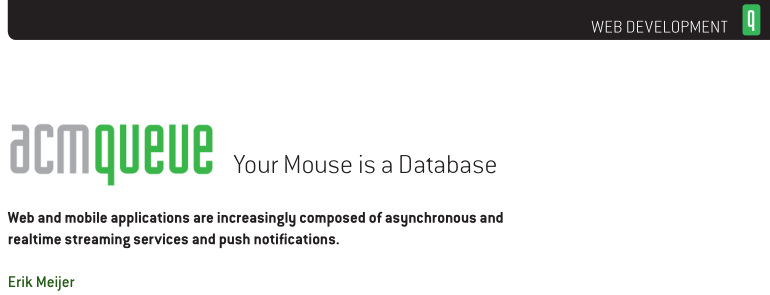 WEB DEVELOPMENT q
acmqueue Your Mouse is a Database
Web and mobile applications are increasingly composed of asynchronous and
realtime streaming services and push notifications.
Erik Meijer